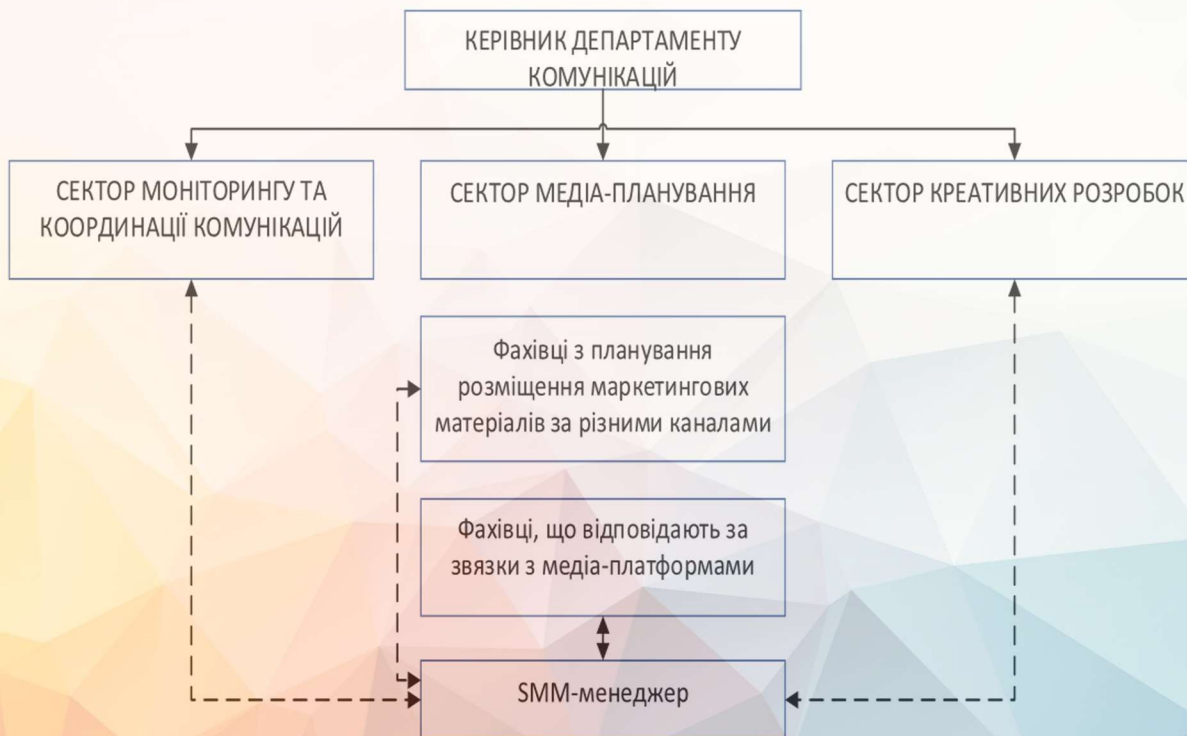 КЕРІВНИК ДЕПАРТАМЕНТУ
КОМУНІКАЦІЙ
СЕКТОР МОНІТОРИНГУ ТА
КООРДИНАЦІЇ КОМУНІКАЦІЙ
СЕКТОР МЕДІА-ПЛАНУВАННЯ
СЕКТОР КРЕАТИВНИХ РОЗРОБОК
Фахівці з планування
розміщення маркетингових
матеріалів за різними каналами
Фахівці, що відповідають за
звязки з медіа-платформами
SMM-менеджер